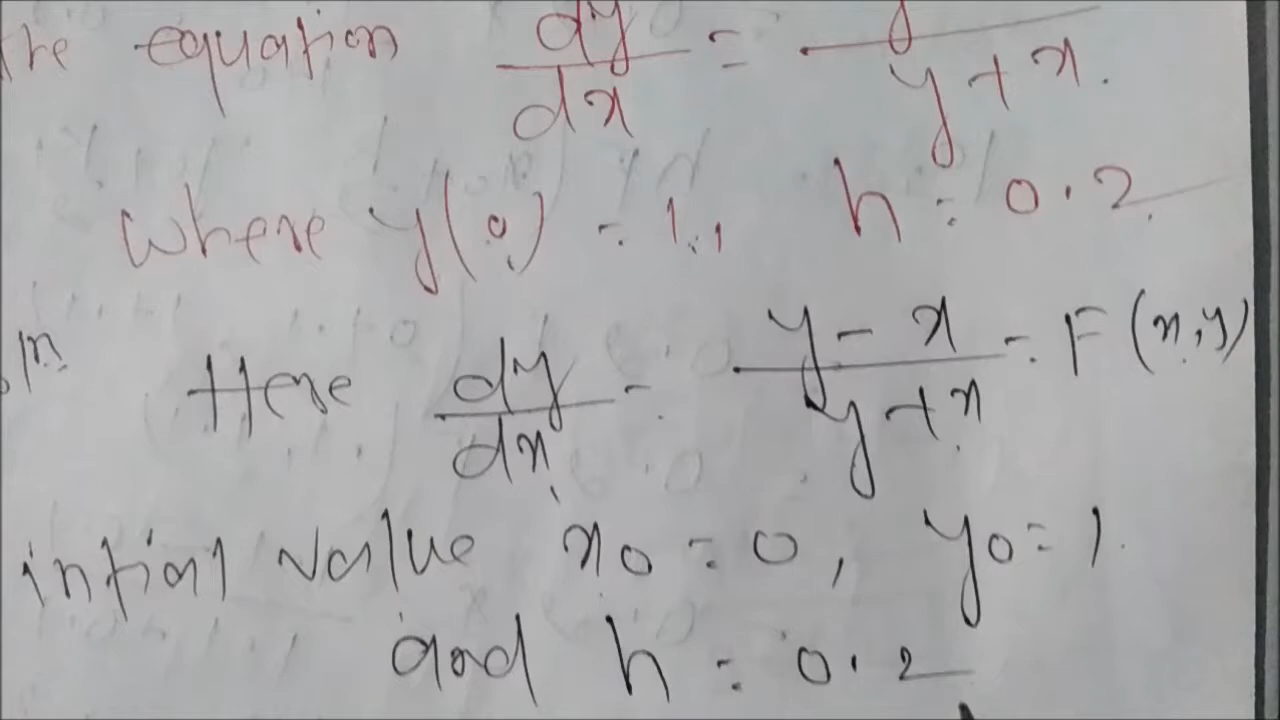 the equation dy/dx = y/y+x.
where y(0) = 1, h = 0.2
Here dy/dx = y-x/y+x = F(x,y)
intial value x0 = 0, y0 = 1.
and h = 0.2